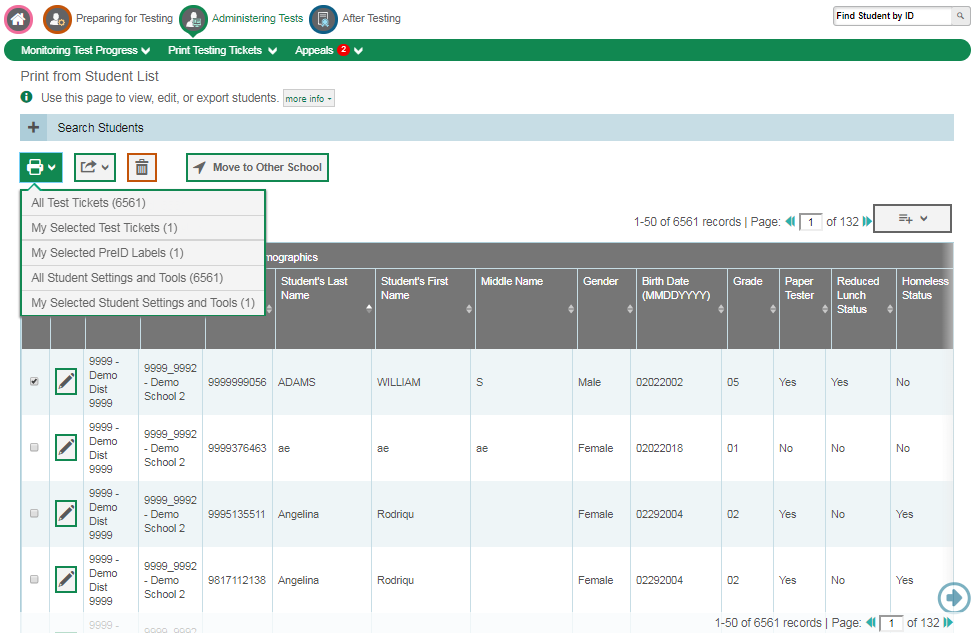 Preparing for Testing
Administering Tests
After Testing
Find Student by ID
Monitoring Test Progress
Print Testing Tickets
Appeals 2
Print from Student List
Use this page to view, edit, or export students. more info
+ Search Students
Move to Other School
All Test Tickets (6561)
My Selected Test Tickets (1)
My Selected PreID Labels (1)
All Student Settings and Tools (6561)
My Selected Student Settings and Tools (1)
1-50 of 6561 records | Page: 1 of 132
mographics
Student's Last
Name
Student's First
Name
Middle Name
Gender
Birth Date
(MMDDYYYY)
Grade
Paper
Tester
Reduced
Lunch
Status
Homeless
Status
9999 -
Demo
Dist
9999
9999_9992
- Demo
School 2
9999999056
ADAMS
WILLIAM
S
Male
02022002
05
Yes
Yes
No
9999 -
Demo
Dist
9999
9999_9992
- Demo
School 2
9999376463
ae
ae
ae
Female
02022018
01
No
No
No
9999 -
Demo
Dist
9999
9999_9992
- Demo
School 2
9995135511
Angelina
Rodriqu
Female
02292004
02
Yes
No
Yes
9999 -
Demo
Dist
9999
9999_9992
- Demo
School 2
9817112138
Angelina
Rodriqu
Female
02292004
02
Yes
No
Yes
9999 -
1-50 of 6561 records | Page: 1 of 132